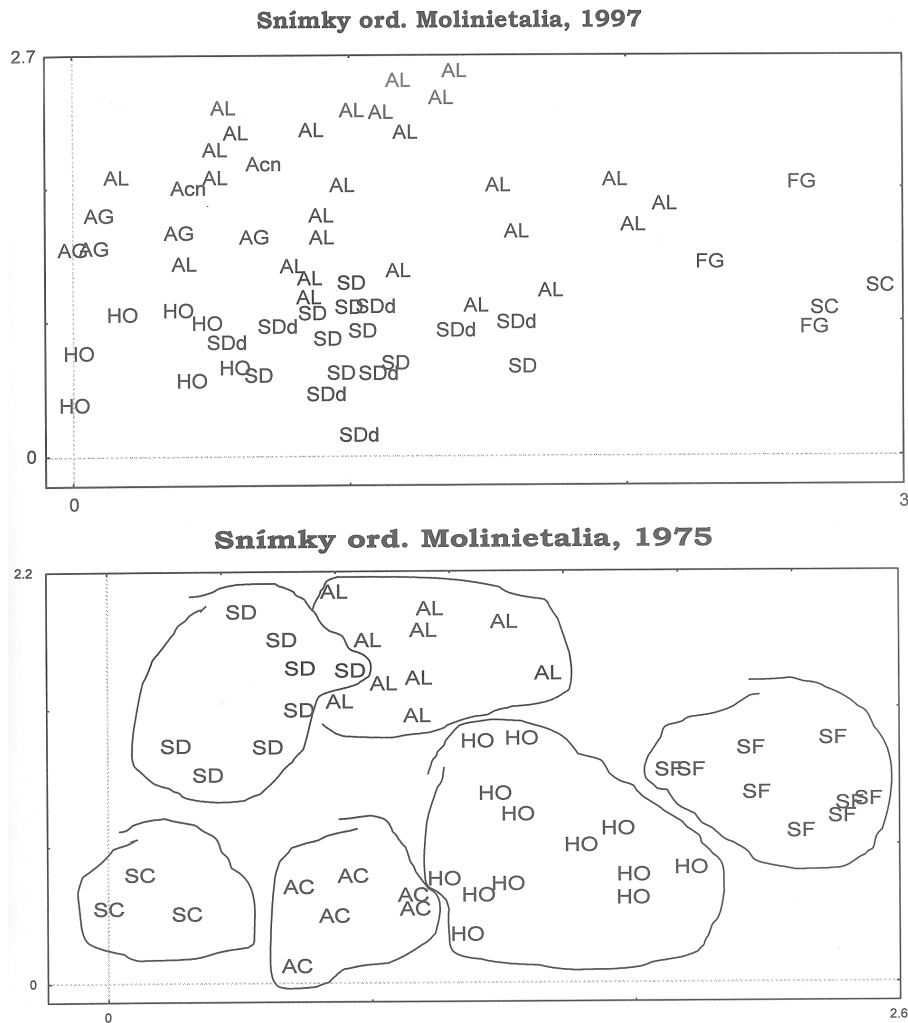 Snímky ord. Molinietalia, 1997
2.7
AL
AL
AL
AL AL AL
AL AL AL
AL
Acn
AL AL
Acn AL AL AL FG
AL
AG AL
AL
AG AG AL AL
AG AG
FG
AL AL AL
AL SD SC
AL
AL SD SDd AL SC
HO HO SD
HO SDd SD SDd SDd FG
SDd SD
HO
HO SD SD SD
HO SD SDd
SDd
HO
SDd
0
0 3
Snímky ord. Molinietalia, 1975
2.2
AL
SD AL
AL AL
SD AL
SD SD AL
AL AL
AL
SD AL
HO HO SF
SD SD SF
SF SF
SD
HO SF
SF SF
HO SF
HO SF
HO
HO
SC AC HO HO
AC AC HO HO
HO HO
SC SC AC AC
HO
AC
0
0 2.6